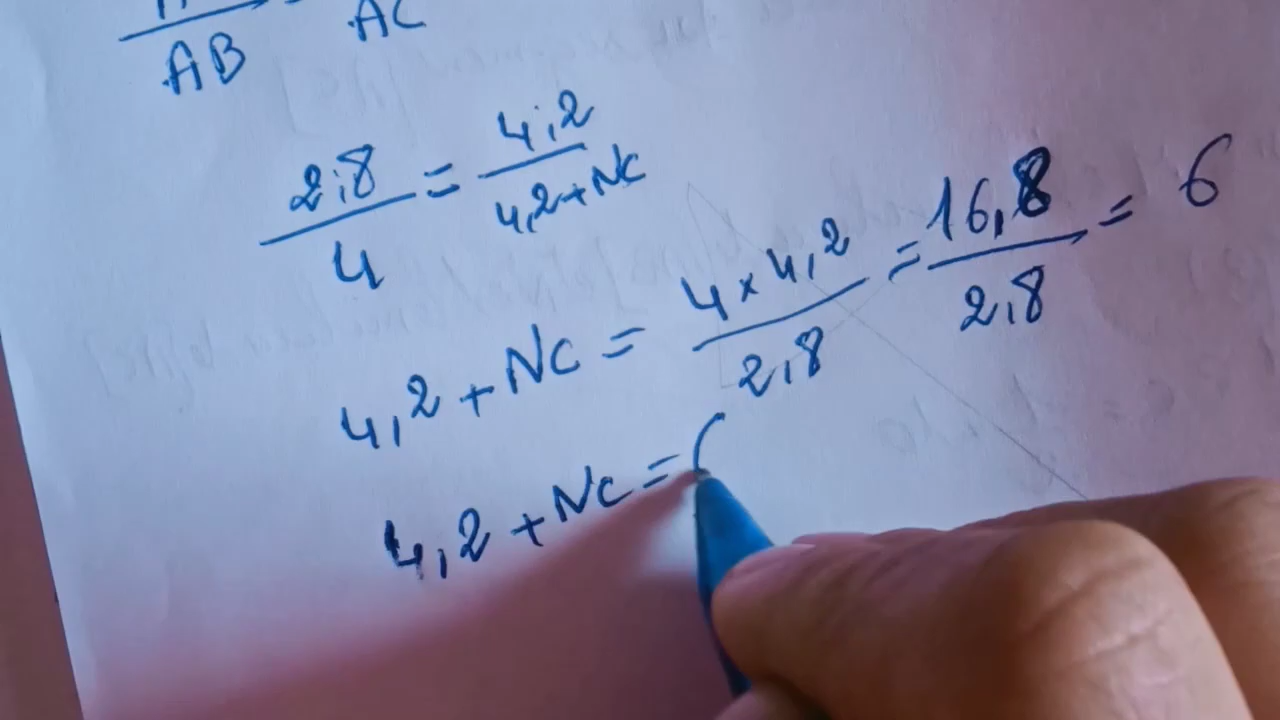 AB AC
2,8/4 = 4,2/4,2+NC
4,2 + NC = 4 × 4,2/2,8 = 16,8/2,8 = 6
4,2 + NC =